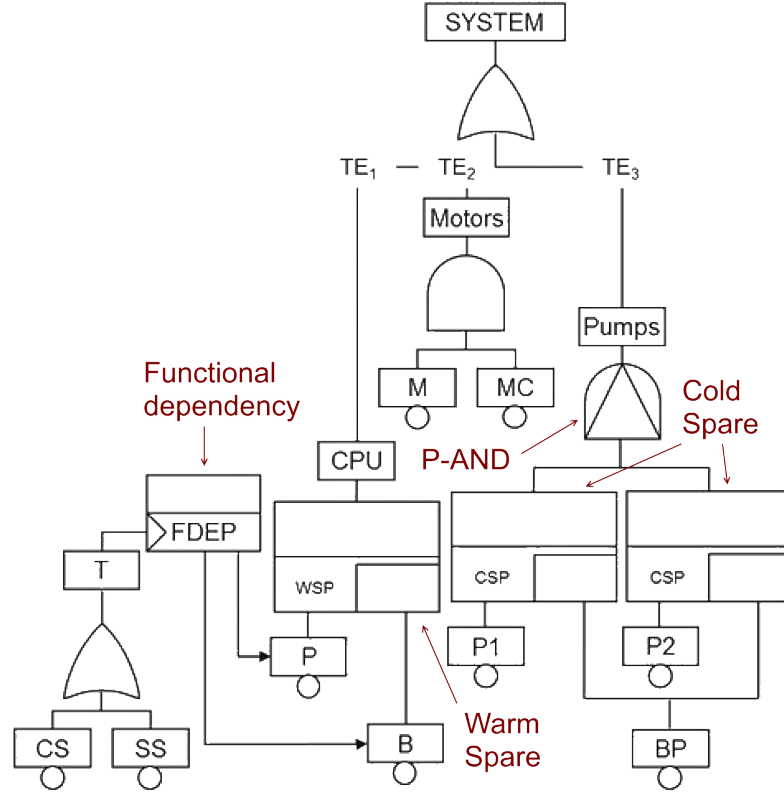 SYSTEM
TE₁
TE₂
TE₃
Motors
Pumps
M
MC
Functional
dependency
Cold
Spare
P-AND
CPU
FDEP
T
WSP
CSP
CSP
P
P1
P2
Warm
Spare
CS
SS
B
BP